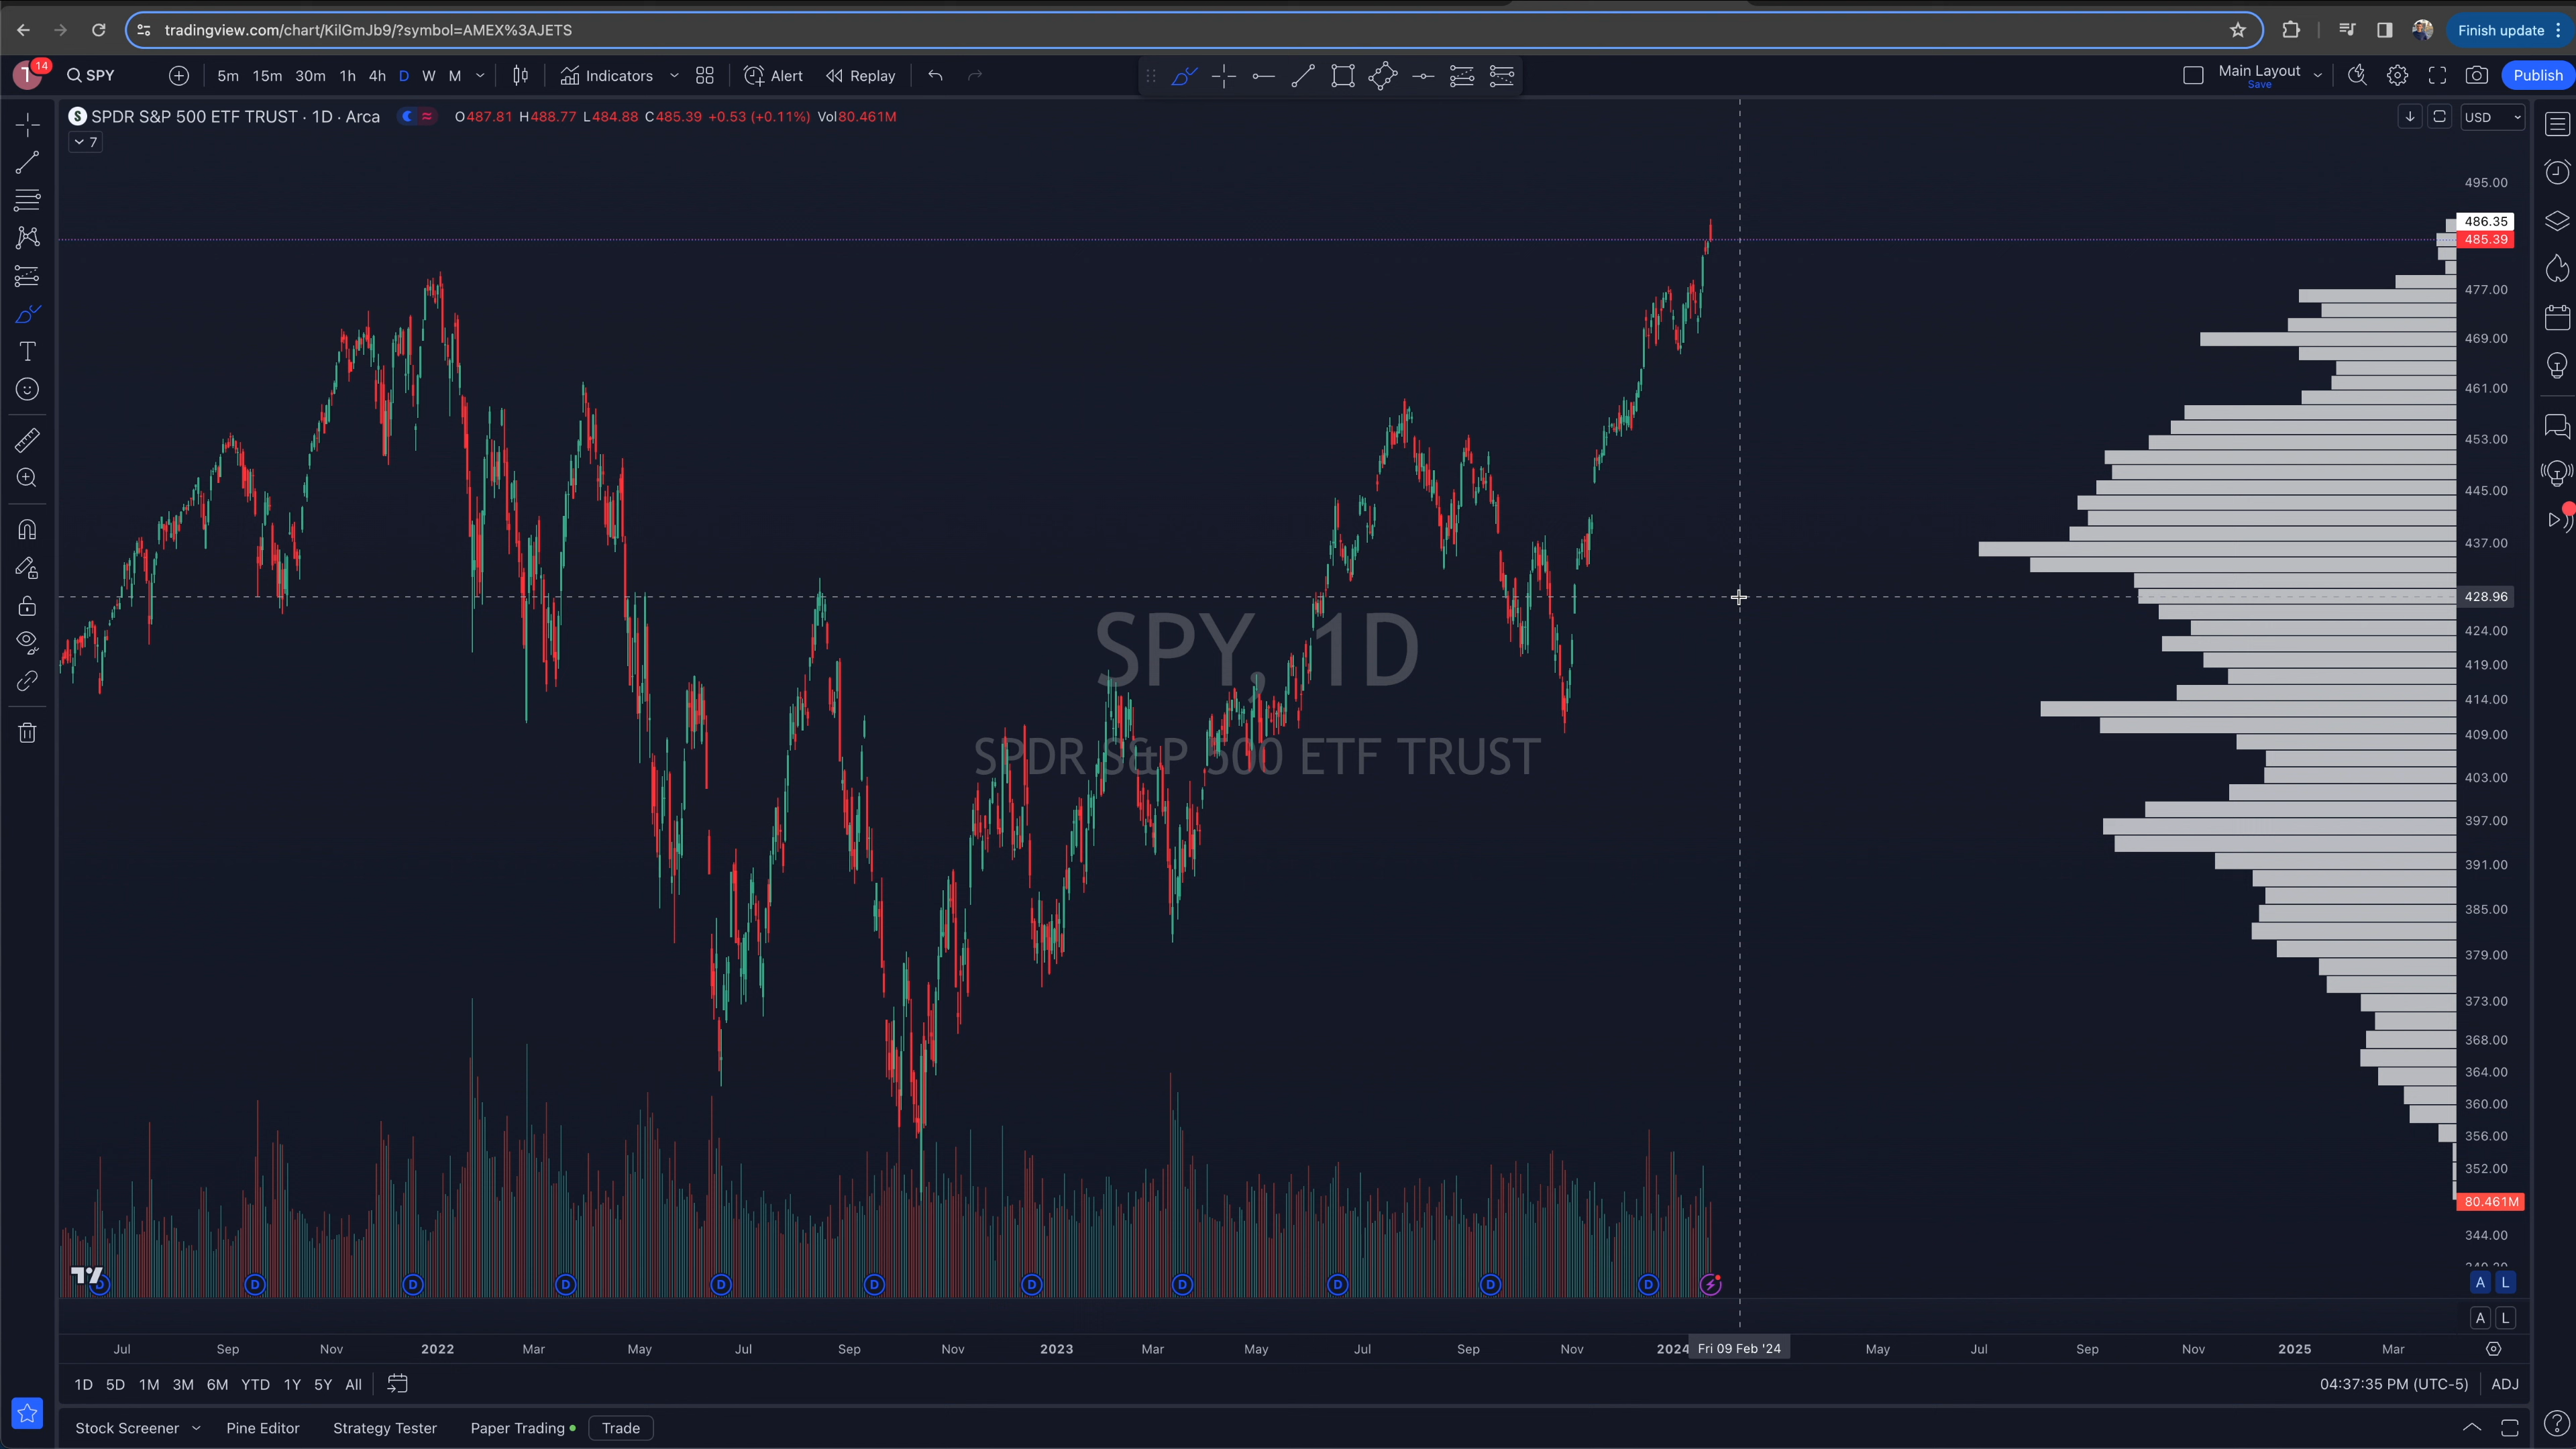 tradingview.com/chart/KilGmJb9/?symbol=AMEX%3AJETS
Finish update
14
SPY
5m 15m 30m 1h 4h D W M
Indicators
Alert
Replay
Main Layout
Save
Publish
SPDR S&P 500 ETF TRUST · 1D · Arca
O487.81 H488.77 L484.88 C485.39 +0.53 (+0.11%) Vol80.461M
7
USD
495.00
486.35
485.39
477.00
469.00
461.00
453.00
445.00
437.00
428.96
424.00
419.00
414.00
409.00
403.00
397.00
391.00
385.00
379.00
373.00
368.00
364.00
360.00
356.00
352.00
80.461M
344.00
SPY, 1D
SPDR S&P 500 ETF TRUST
D D D D D D D D D D D
A L
A L
Jul Sep Nov 2022 Mar May Jul Sep Nov 2023 Mar May Jul Sep Nov 2024 Fri 09 Feb '24 May Jul Sep Nov 2025 Mar
1D 5D 1M 3M 6M YTD 1Y 5Y All
04:37:35 PM (UTC-5) ADJ
Stock Screener Pine Editor Strategy Tester Paper Trading Trade